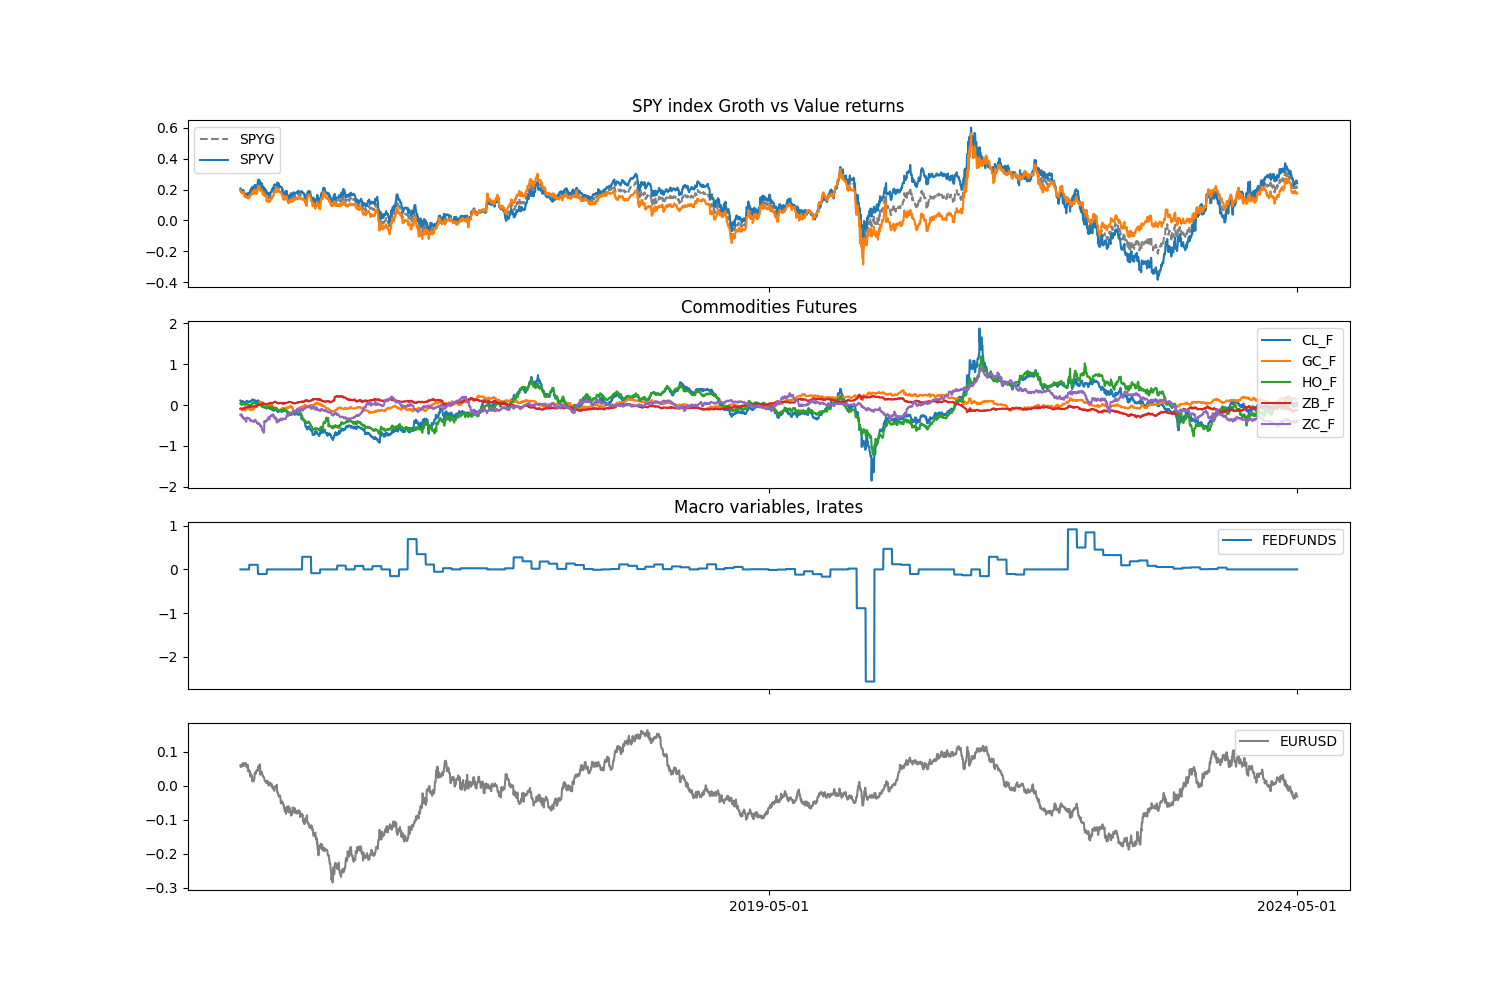 SPY index Groth vs Value returns
0.6
0.4
0.2
0.0
−0.2
−0.4
SPYG
SPYV
Commodities Futures
2
1
0
−1
−2
CL_F
GC_F
HO_F
ZB_F
ZC_F
Macro variables, Irates
1
0
−1
−2
FEDFUNDS
0.1
0.0
−0.1
−0.2
−0.3
EURUSD
2019-05-01 2024-05-01